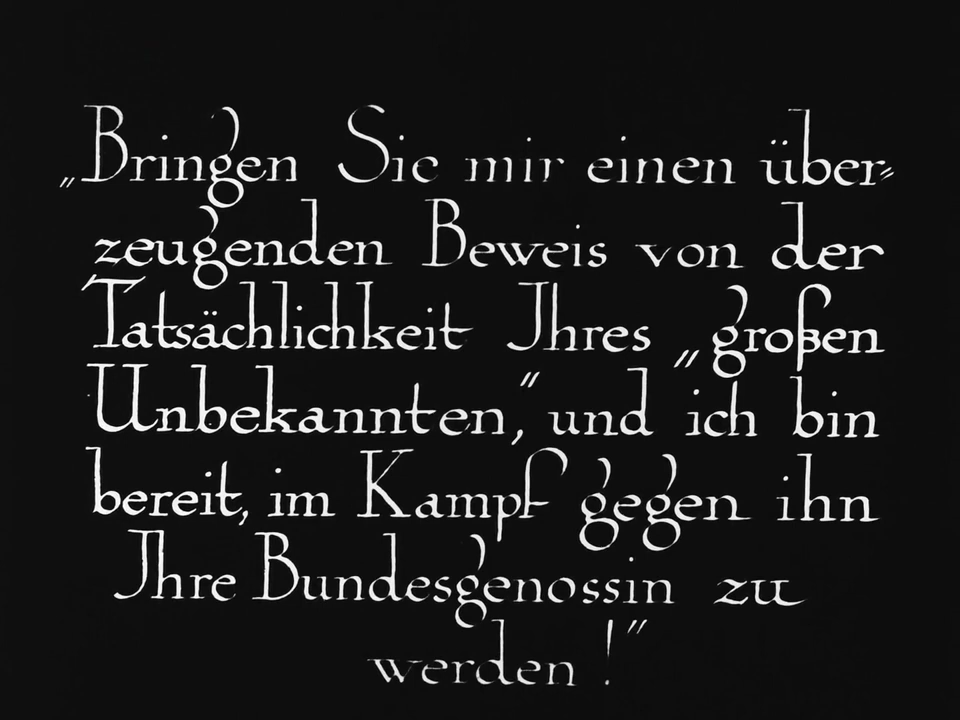 „Bringen Sie mir einen über-
zeugenden Beweis von der
Tatsächlichkeit Ihres „großen
Unbekannten,“ und ich bin
bereit, im Kampf gegen ihn
Ihre Bundesgenossin zu
werden!“